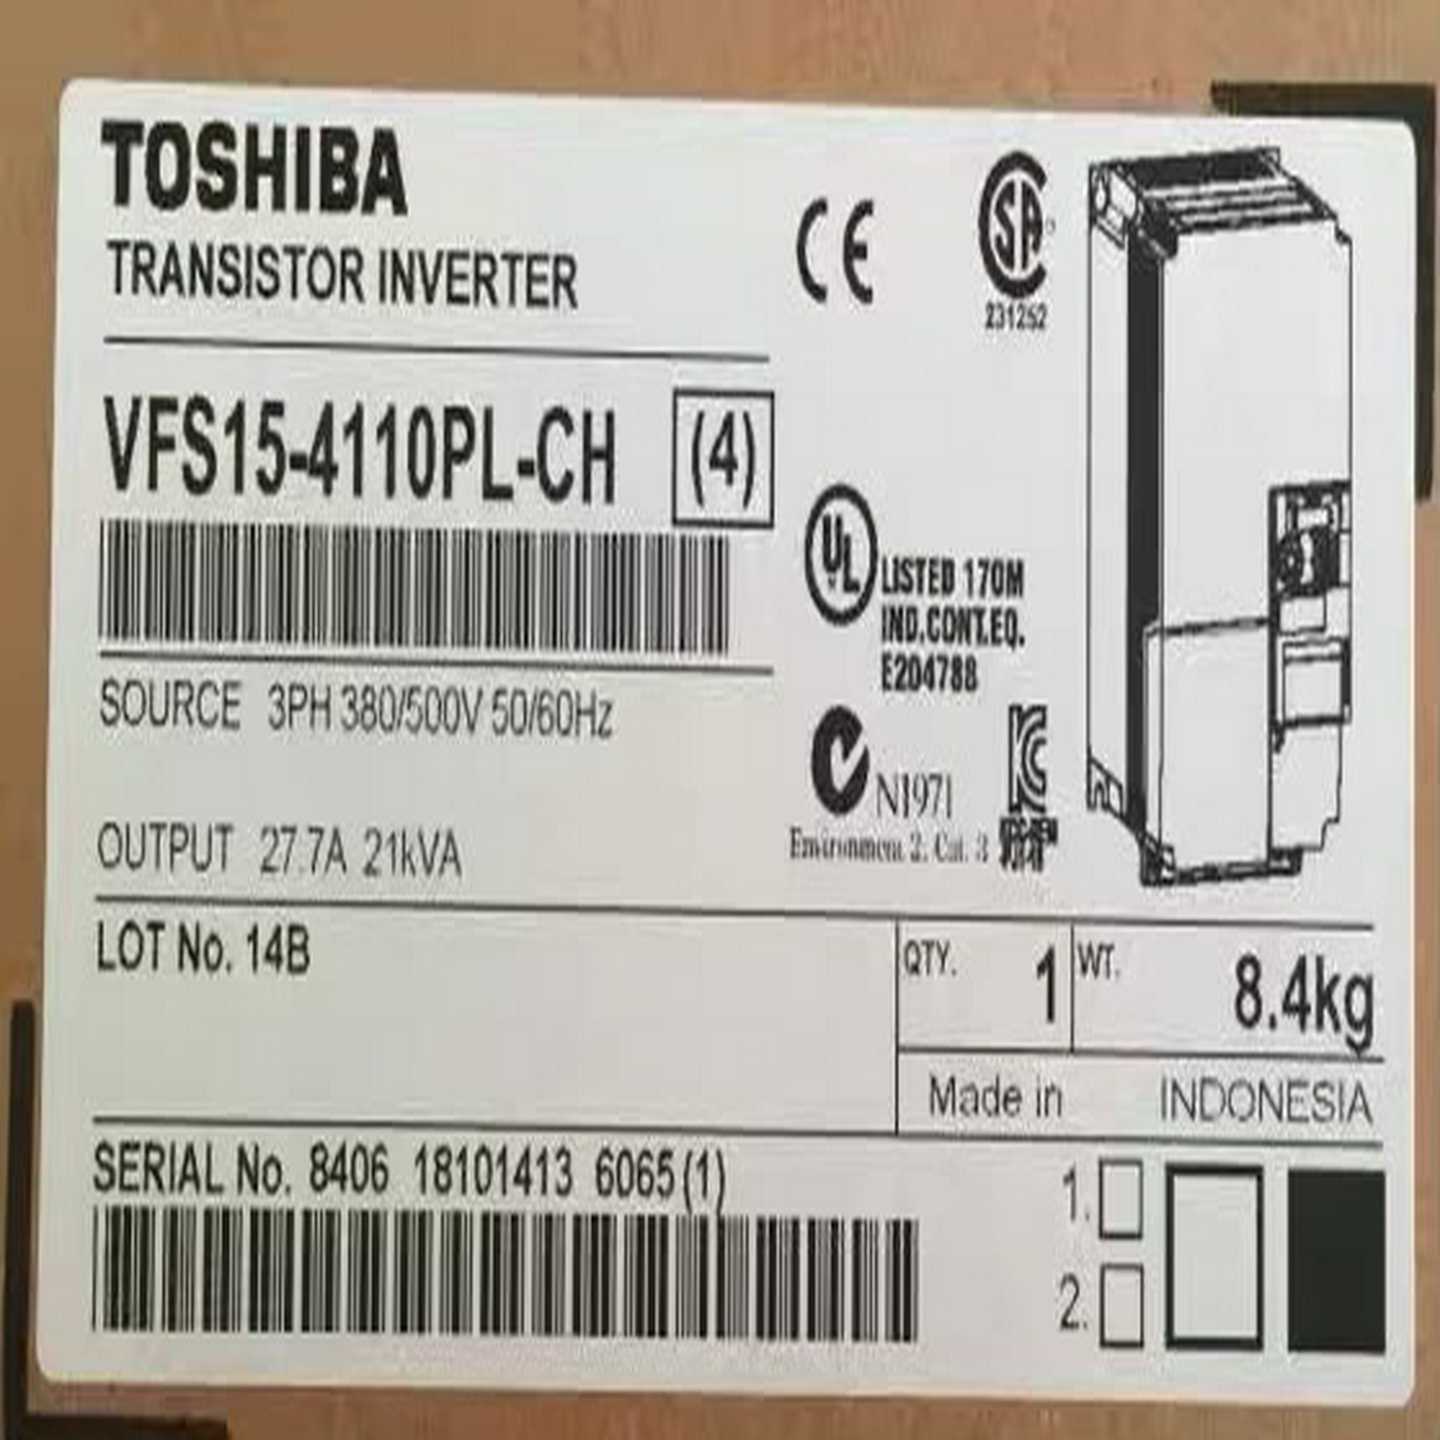 TOSHIBA
TRANSISTOR INVERTER
VFS15-4110PL-CH (4)
SOURCE 3PH 380/500V 50/60Hz
OUTPUT 27.7A 21kVA
CE
SA
231252
UL
LISTED 170M
IND.CONT.EQ.
E204788
N1971
Environment 2. Cat. 3
LOT No. 14B
QTY. 1
WT. 8.4kg
Made in INDONESIA
SERIAL No. 8406 18101413 6065(1)
1.
2.